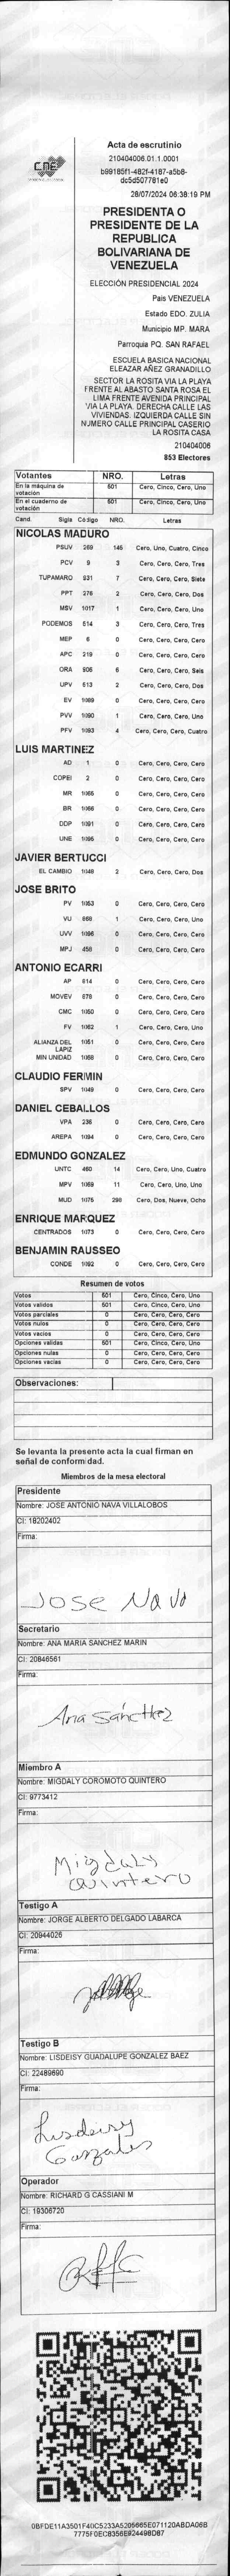 CNE
Acta de escrutinio
210404006.01.1.0001
b99185f1-482f-4187-a5b8-
dc5d507781e0
28/07/2024 06:38:19 PM
PRESIDENTA O
PRESIDENTE DE LA
REPUBLICA
BOLIVARIANA DE
VENEZUELA
ELECCIÓN PRESIDENCIAL 2024
País VENEZUELA
Estado EDO. ZULIA
Municipio MP. MARA
Parroquia PQ. SAN RAFAEL
ESCUELA BASICA NACIONAL
ELEAZAR AÑEZ GRANADILLO
SECTOR LA ROSITA VIA LA PLAYA
FRENTE AL ABASTO SANTA ROSA EL
LIMA FRENTE AVENIDA PRINCIPAL
VIA LA PLAYA. DERECHA CALLE LAS
VIVIENDAS. IZQUIERDA CALLE SIN
NUMERO CALLE PRINCIPAL CASERIO
LA ROSITA CASA
210404006
853 Electores
Votantes NRO. Letras
En la máquina de votación 501 Cero, Cinco, Cero, Uno
En el cuaderno de votación 501 Cero, Cinco, Cero, Uno
Cand. Sigla Código NRO. Letras
NICOLAS MADURO
PSUV 269 145 Cero, Uno, Cuatro, Cinco
PCV 9 3 Cero, Cero, Cero, Tres
TUPAMARO 931 7 Cero, Cero, Cero, Siete
PPT 276 2 Cero, Cero, Cero, Dos
MSV 1017 1 Cero, Cero, Cero, Uno
PODEMOS 514 3 Cero, Cero, Cero, Tres
MEP 6 0 Cero, Cero, Cero, Cero
APC 219 0 Cero, Cero, Cero, Cero
ORA 906 6 Cero, Cero, Cero, Seis
UPV 613 2 Cero, Cero, Cero, Dos
EV 1089 0 Cero, Cero, Cero, Cero
PVV 1090 1 Cero, Cero, Cero, Uno
PFV 1093 4 Cero, Cero, Cero, Cuatro
LUIS MARTINEZ
AD 1 0 Cero, Cero, Cero, Cero
COPEI 2 0 Cero, Cero, Cero, Cero
MR 1065 0 Cero, Cero, Cero, Cero
BR 1066 0 Cero, Cero, Cero, Cero
DDP 1091 0 Cero, Cero, Cero, Cero
UNE 1095 0 Cero, Cero, Cero, Cero
JAVIER BERTUCCI
EL CAMBIO 1048 2 Cero, Cero, Cero, Dos
JOSE BRITO
PV 1053 0 Cero, Cero, Cero, Cero
VU 868 1 Cero, Cero, Cero, Uno
UVV 1096 0 Cero, Cero, Cero, Cero
MPJ 458 0 Cero, Cero, Cero, Cero
ANTONIO ECARRI
AP 614 0 Cero, Cero, Cero, Cero
MOVEV 878 0 Cero, Cero, Cero, Cero
CMC 1050 0 Cero, Cero, Cero, Cero
FV 1062 1 Cero, Cero, Cero, Uno
ALIANZA DEL LAPIZ 1051 0 Cero, Cero, Cero, Cero
MIN UNIDAD 1068 0 Cero, Cero, Cero, Cero
CLAUDIO FERMIN
SPV 1049 0 Cero, Cero, Cero, Cero
DANIEL CEBALLOS
VPA 236 0 Cero, Cero, Cero, Cero
AREPA 1094 0 Cero, Cero, Cero, Cero
EDMUNDO GONZALEZ
UNTC 460 14 Cero, Cero, Uno, Cuatro
MPV 1069 11 Cero, Cero, Uno, Uno
MUD 1075 298 Cero, Dos, Nueve, Ocho
ENRIQUE MARQUEZ
CENTRADOS 1073 0 Cero, Cero, Cero, Cero
BENJAMIN RAUSSEO
CONDE 1092 0 Cero, Cero, Cero, Cero
Resumen de votos
Votos 501 Cero, Cinco, Cero, Uno
Votos validos 501 Cero, Cinco, Cero, Uno
Votos parciales 0 Cero, Cero, Cero, Cero
Votos nulos 0 Cero, Cero, Cero, Cero
Votos vacios 0 Cero, Cero, Cero, Cero
Opciones validas 501 Cero, Cinco, Cero, Uno
Opciones nulas 0 Cero, Cero, Cero, Cero
Opciones vacias 0 Cero, Cero, Cero, Cero
Observaciones:
Se levanta la presente acta la cual firman en
señal de conformidad.
Miembros de la mesa electoral
Presidente
Nombre: JOSE ANTONIO NAVA VILLALOBOS
CI: 18202402
Firma:
Jose Nava
Secretario
Nombre: ANA MARIA SANCHEZ MARIN
CI: 20846561
Firma:
Ana Sánchez
Miembro A
Nombre: MIGDALY COROMOTO QUINTERO
CI: 9773412
Firma:
Migdaly
Quintero
Testigo A
Nombre: JORGE ALBERTO DELGADO LABARCA
CI: 20944026
Firma:
Testigo B
Nombre: LISDEISY GUADALUPE GONZALEZ BAEZ
CI: 22489690
Firma:
Lisdeisy
Gonzalez
Operador
Nombre: RICHARD G CASSIANI M
CI: 19306720
Firma:
0BFDE11A3501F40C5233A5205665E071120ABDA06B
7775F0EC8356E924498D87